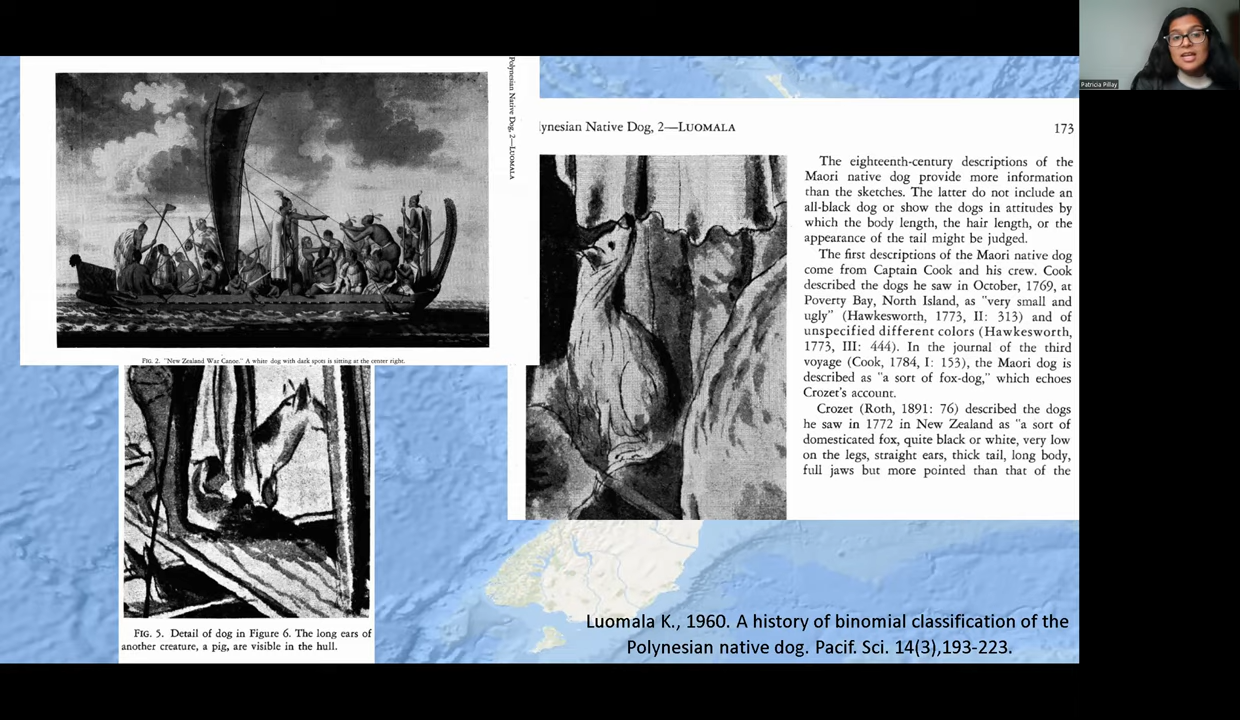 Patricia Pillay
Polynesian Native Dog, 2—LUOMALA
FIG. 2. "New Zealand War Canoe." A white dog with dark spots is sitting at the center right.
lynesian Native Dog, 2—LUOMALA
173
The eighteenth-century descriptions of the
Maori native dog provide more information
than the sketches. The latter do not include an
all-black dog or show the dogs in attitudes by
which the body length, the hair length, or the
appearance of the tail might be judged.
The first descriptions of the Maori native dog
come from Captain Cook and his crew. Cook
described the dogs he saw in October, 1769, at
Poverty Bay, North Island, as "very small and
ugly" (Hawkesworth, 1773, II: 313) and of
unspecified different colors (Hawkesworth,
1773, III: 444). In the journal of the third
voyage (Cook, 1784, I: 153), the Maori dog is
described as "a sort of fox-dog," which echoes
Crozet's account.
Crozet (Roth, 1891: 76) described the dogs
he saw in 1772 in New Zealand as "a sort of
domesticated fox, quite black or white, very low
on the legs, straight ears, thick tail, long body,
full jaws but more pointed than that of the
FIG. 5. Detail of dog in Figure 6. The long ears of
another creature, a pig, are visible in the hull.
Luomala K., 1960. A history of binomial classification of the
Polynesian native dog. Pacif. Sci. 14(3),193-223.